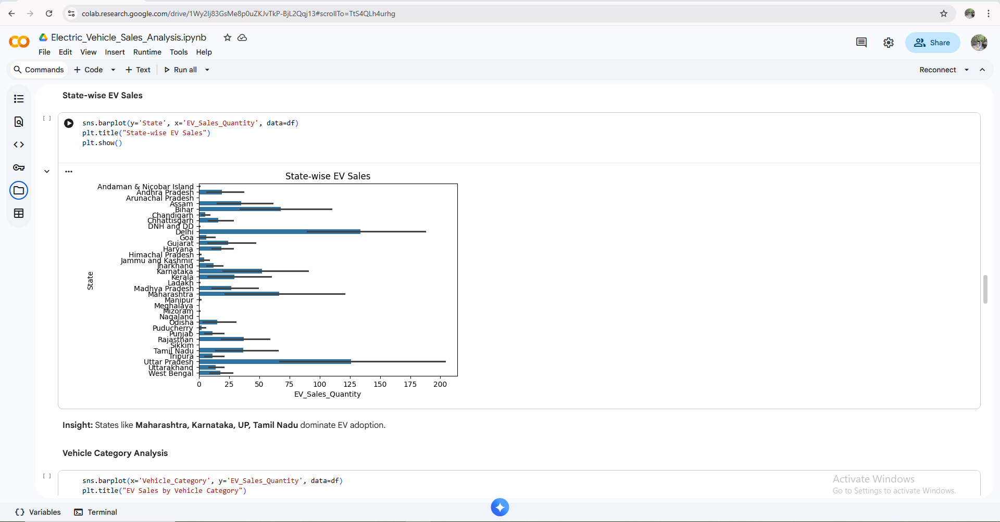 colab.research.google.com/drive/1Wy2Ij83GsMe8p0uZKJvTkP-BjL2Qqj13#scrollTo=TtS4QLh4urhg
Electric_Vehicle_Sales_Analysis.ipynb
File Edit View Insert Runtime Tools Help
Share
Commands + Code + Text Run all
Reconnect
State-wise EV Sales
[ ]
sns.barplot(y='State', x='EV_Sales_Quantity', data=df)
plt.title("State-wise EV Sales")
plt.show()
State-wise EV Sales
Andaman & Nicobar Island
Andhra Pradesh
Arunachal Pradesh
Assam
Bihar
Chandigarh
Chhattisgarh
DNH and DD
Delhi
Goa
Gujarat
Haryana
Himachal Pradesh
Jammu and Kashmir
Jharkhand
Karnataka
Kerala
Ladakh
Madhya Pradesh
Maharashtra
Manipur
Meghalaya
Mizoram
Nagaland
Odisha
Puducherry
Punjab
Rajasthan
Sikkim
Tamil Nadu
Tripura
Uttar Pradesh
Uttarakhand
West Bengal
State
0 25 50 75 100 125 150 175 200
EV_Sales_Quantity
Insight: States like Maharashtra, Karnataka, UP, Tamil Nadu dominate EV adoption.
Vehicle Category Analysis
[ ]
sns.barplot(x='Vehicle_Category', y='EV_Sales_Quantity', data=df)
plt.title("EV Sales by Vehicle Category")
Activate Windows
Go to Settings to activate Windows.
Variables Terminal